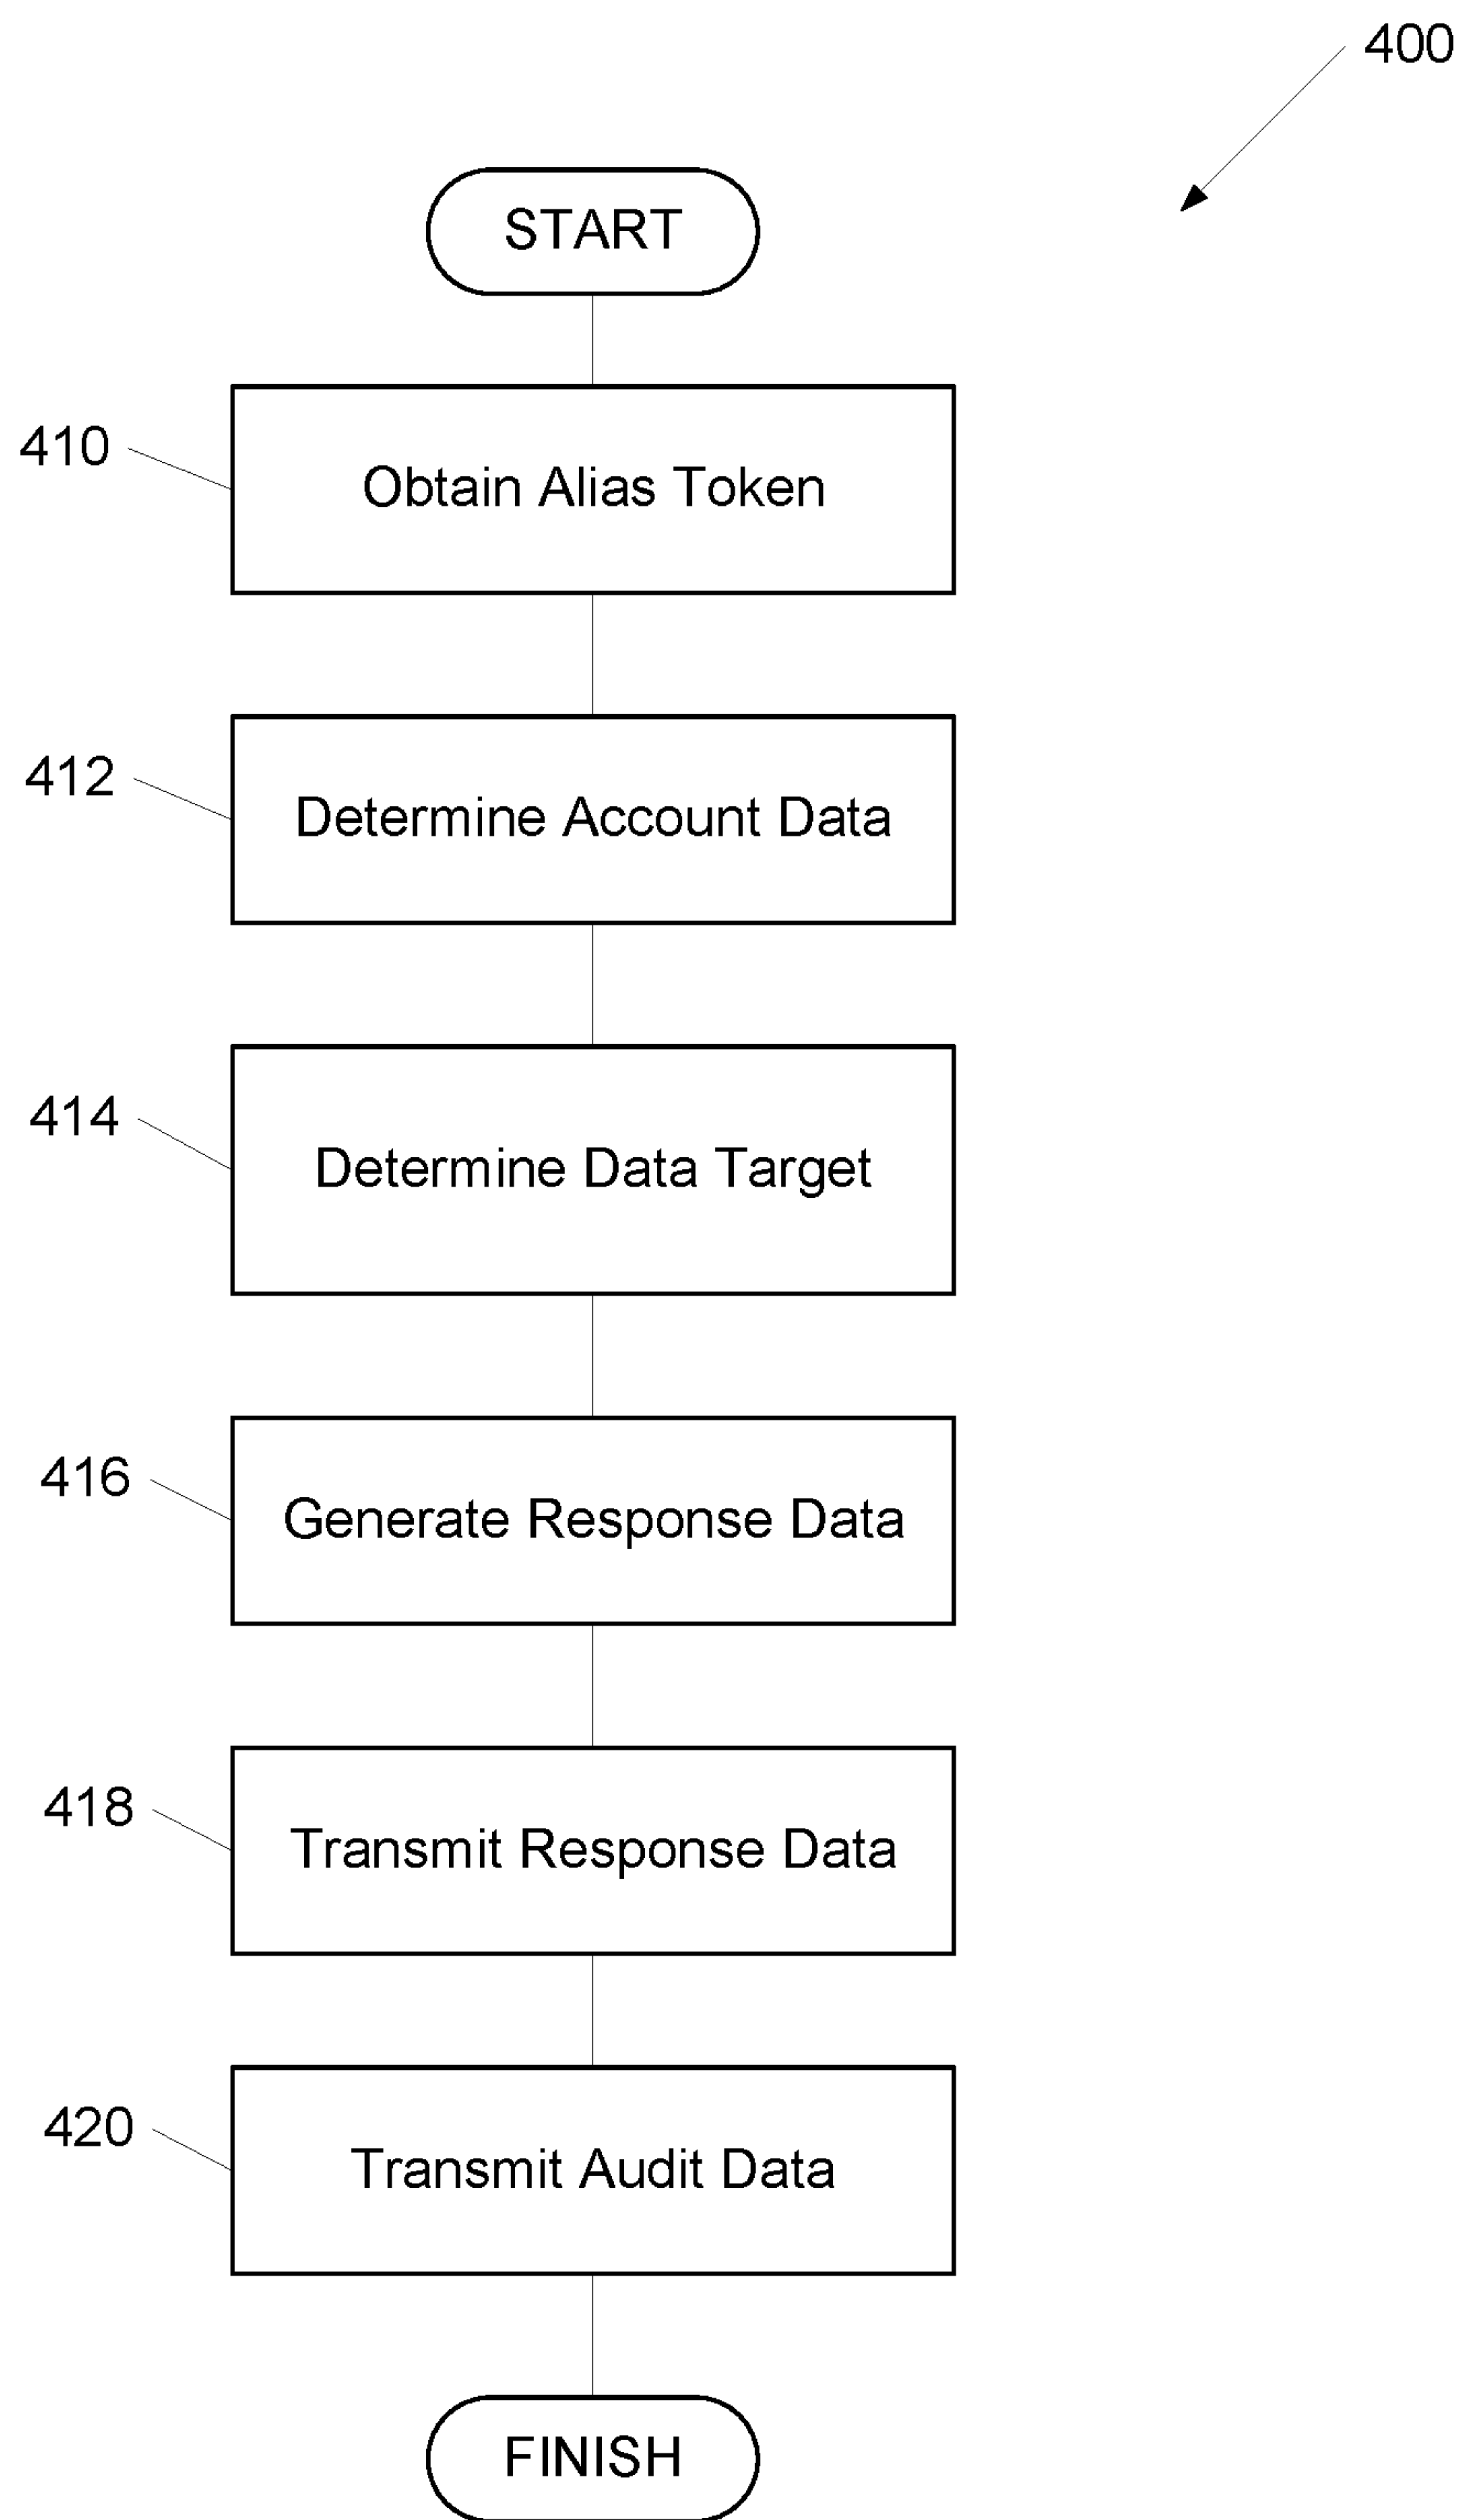 400
START
410
Obtain Alias Token
412
Determine Account Data
414
Determine Data Target
416
Generate Response Data
418
Transmit Response Data
420
Transmit Audit Data
FINISH